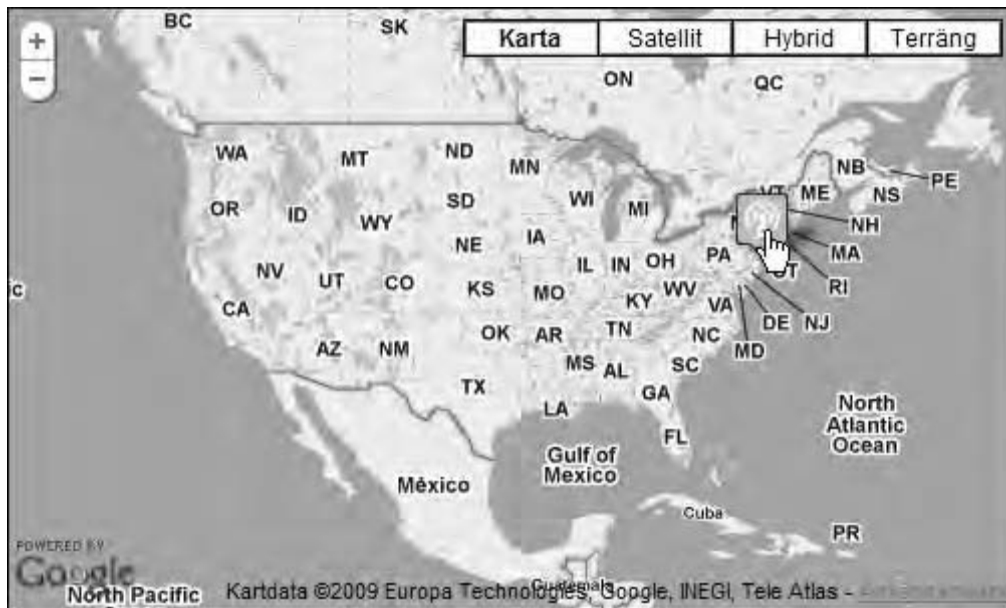 BC
SK
+
−
Karta
Satellit
Hybrid
Terräng
ON
QC
WA
MT
ND
MN
VT
ME
NB
PE
NS
OR
ID
WY
SD
WI
MI
NH
MA
NE
IA
PA
NV
UT
CO
IL
IN
OH
RI
CA
KS
MO
KY
WV
VA
DE
NJ
AZ
NM
OK
AR
TN
NC
MD
TX
MS
AL
SC
LA
GA
FL
North
Atlantic
Ocean
Gulf of
Mexico
México
Cuba
PR
POWERED BY
Google
North Pacific
Guatemala
Kartdata ©2009 Europa Technologies, Google, INEGI, Tele Atlas -